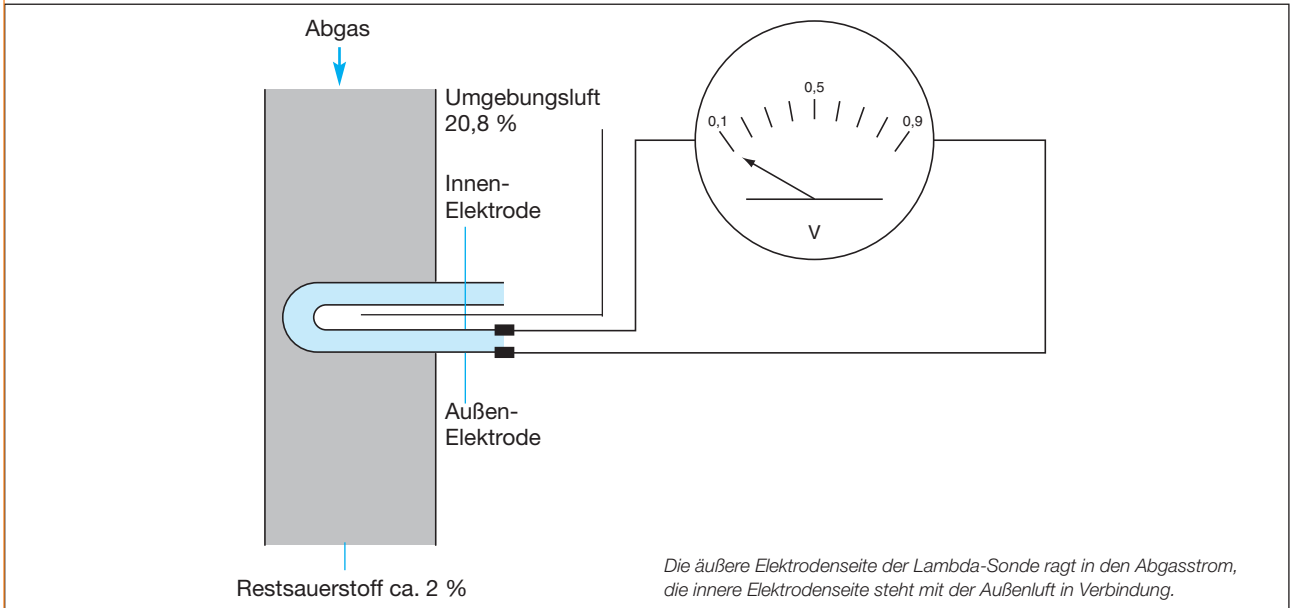 Abgas
Umgebungsluft
20,8 %
0,1
0,5
0,9
Innen-
Elektrode
V
Außen-
Elektrode
Restsauerstoff ca. 2 %
Die äußere Elektrodenseite der Lambda-Sonde ragt in den Abgasstrom,
die innere Elektrodenseite steht mit der Außenluft in Verbindung.